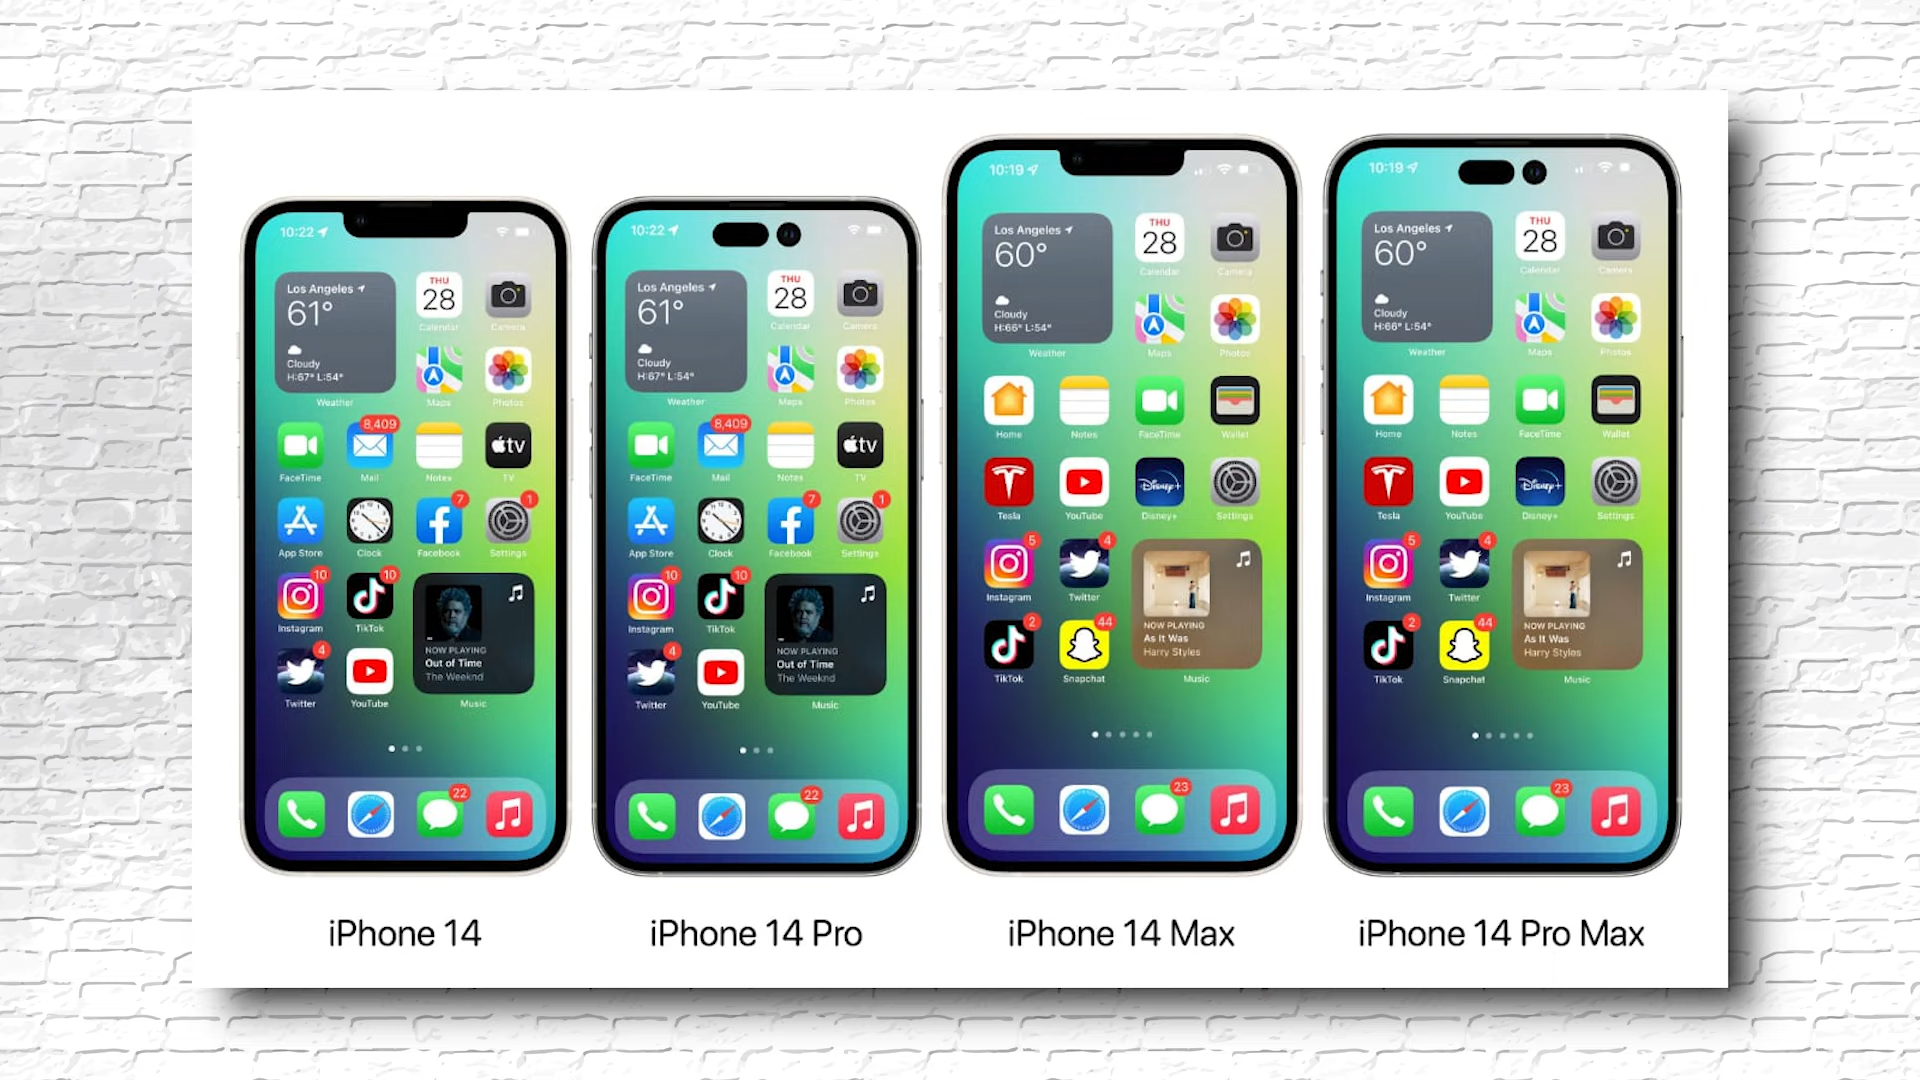 10:22
Los Angeles
61°
Cloudy
H:67° L:54°
Weather
THU
28
Calendar
Camera
Maps
Photos
8,409
FaceTime
Mail
Notes
tv
TV
7
1
App Store
Clock
Facebook
Settings
10
10
Instagram
TikTok
4
Twitter
YouTube
NOW PLAYING
Out of Time
The Weeknd
Music
22
iPhone 14
10:22
Los Angeles
61°
Cloudy
H:67° L:54°
Weather
THU
28
Calendar
Camera
Maps
Photos
8,409
FaceTime
Mail
Notes
tv
TV
7
1
App Store
Clock
Facebook
Settings
10
10
Instagram
TikTok
4
Twitter
YouTube
NOW PLAYING
Out of Time
The Weeknd
Music
22
iPhone 14 Pro
10:19
Los Angeles
60°
Cloudy
H:66° L:54°
Weather
THU
28
Calendar
Camera
Maps
Photos
Home
Notes
FaceTime
Wallet
Disney+
Tesla
YouTube
Disney+
Settings
5
4
Instagram
Twitter
2
44
TikTok
Snapchat
NOW PLAYING
As It Was
Harry Styles
Music
23
iPhone 14 Max
10:19
Los Angeles
60°
Cloudy
H:66° L:54°
Weather
THU
28
Calendar
Camera
Maps
Photos
Home
Notes
FaceTime
Wallet
Disney+
Tesla
YouTube
Disney+
Settings
5
4
Instagram
Twitter
2
44
TikTok
Snapchat
NOW PLAYING
As It Was
Harry Styles
Music
23
iPhone 14 Pro Max